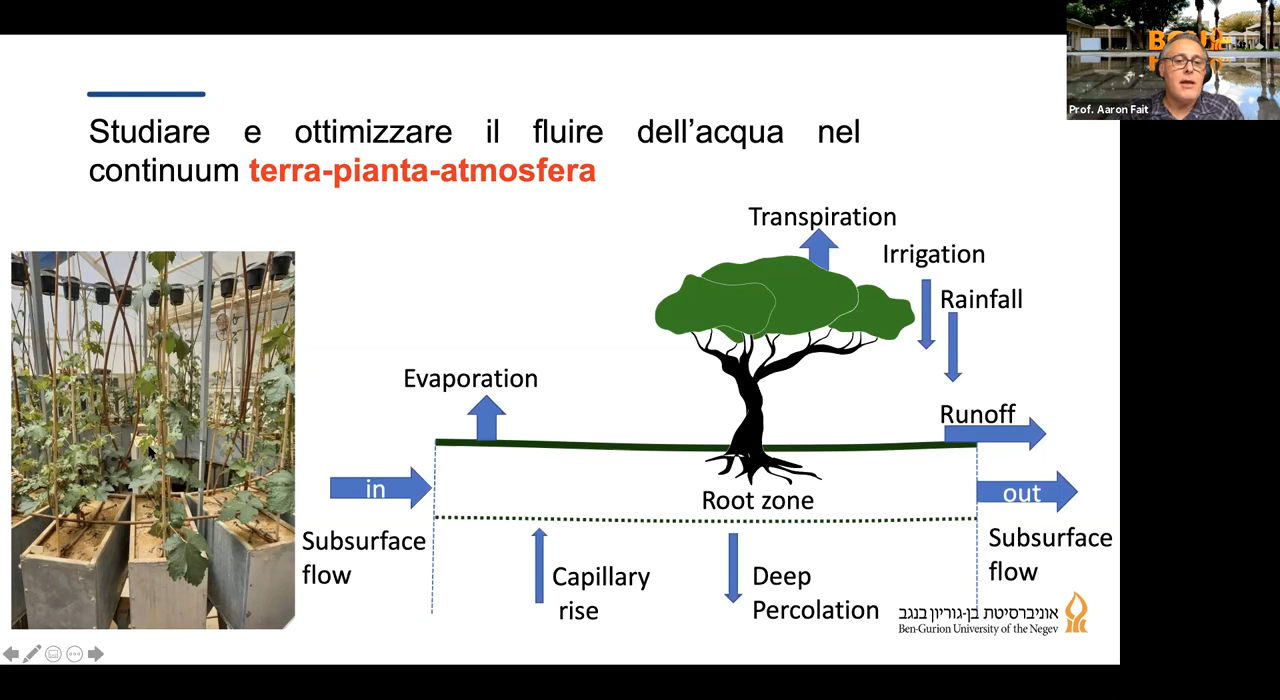 Studiare e ottimizzare il fluire dell’acqua nel
continuum terra-pianta-atmosfera
Prof. Aaron Fait
Transpiration
Irrigation
Rainfall
Evaporation
Runoff
in
out
Root zone
Subsurface
flow
Subsurface
flow
Capillary
rise
Deep
Percolation
אוניברסיטת בן-גוריון בנגב
Ben-Gurion University of the Negev